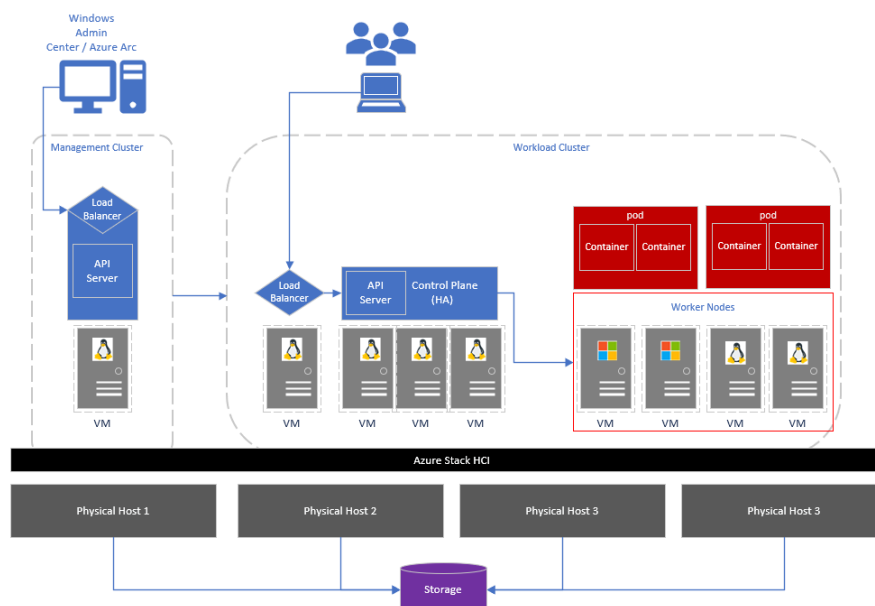 Windows
Admin
Center / Azure Arc
Management Cluster
Workload Cluster
Load
Balancer
API
Server
pod
Container
Container
pod
Container
Container
Load
Balancer
API
Server
Control Plane
(HA)
Worker Nodes
VM
VM
VM
VM
VM
VM
VM
VM
VM
Azure Stack HCI
Physical Host 1
Physical Host 2
Physical Host 3
Physical Host 3
Storage